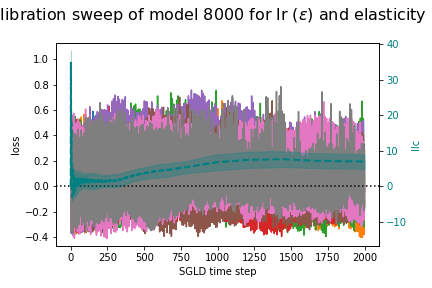 libration sweep of model 8000 for lr (ε) and elasticity
1.0
0.8
0.6
0.4
0.2
0.0
−0.2
−0.4
loss
40
30
20
10
0
−10
llc
0 250 500 750 1000 1250 1500 1750 2000
SGLD time step